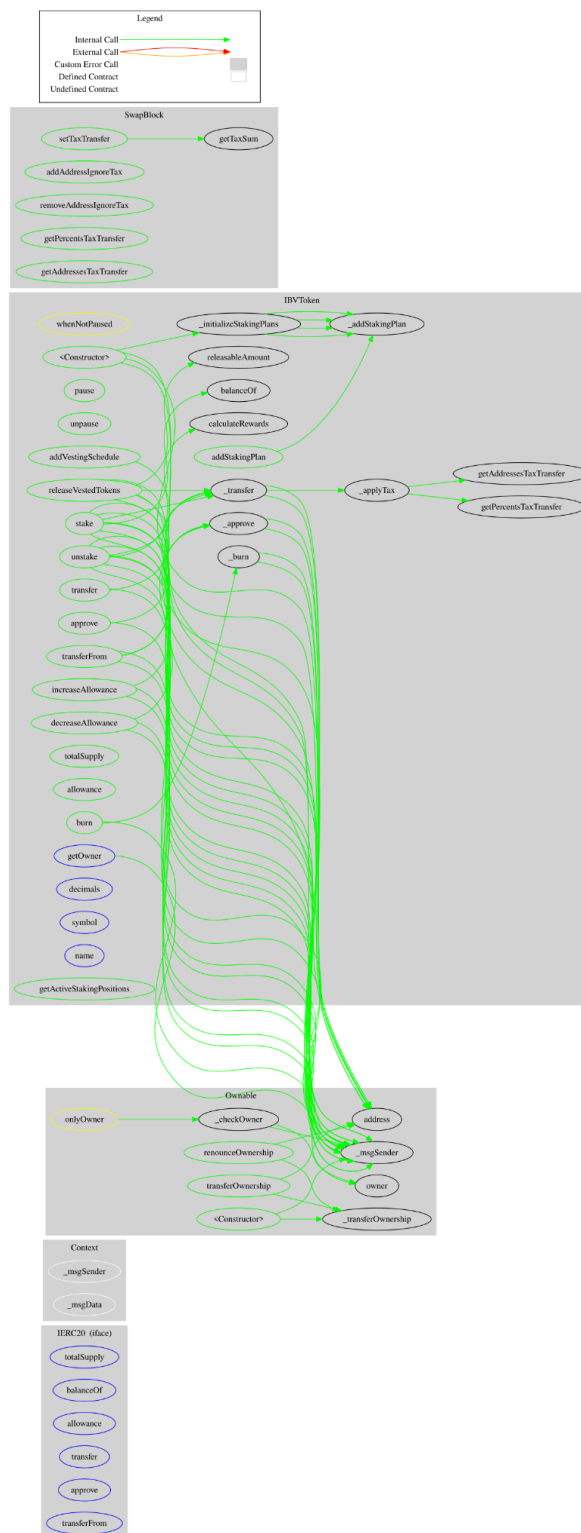 Legend
Internal Call
External Call
Custom Error Call
Defined Contract
Undefined Contract
SwapBlock
setTaxTransfer
getTaxSum
addAddressIgnoreTax
removeAddressIgnoreTax
getPercentsTaxTransfer
getAddressesTaxTransfer
IBVToken
whenNotPaused
_initializeStakingPlans
_addStakingPlan
<Constructor>
releasableAmount
pause
balanceOf
unpause
calculateRewards
addVestingSchedule
addStakingPlan
releaseVestedTokens
_transfer
_applyTax
getAddressesTaxTransfer
getPercentsTaxTransfer
stake
_approve
unstake
_burn
transfer
approve
transferFrom
increaseAllowance
decreaseAllowance
totalSupply
allowance
burn
getOwner
decimals
symbol
name
getActiveStakingPositions
Ownable
onlyOwner
_checkOwner
address
renounceOwnership
_msgSender
transferOwnership
owner
<Constructor>
_transferOwnership
Context
_msgSender
_msgData
IERC20 (iface)
totalSupply
balanceOf
allowance
transfer
approve
transferFrom